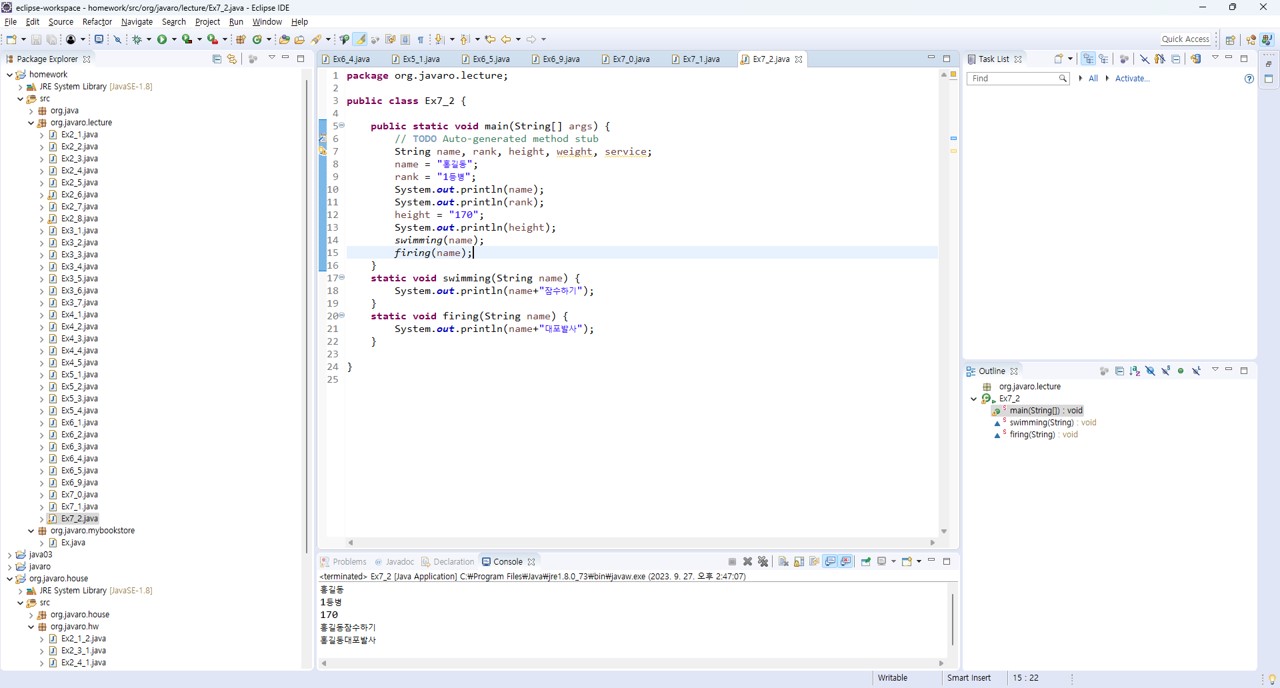 eclipse-workspace - homework/src/org/javaro/lecture/Ex7_2.java - Eclipse IDE
File Edit Source Refactor Navigate Search Project Run Window Help
Quick Access
Package Explorer
homework
JRE System Library [JavaSE-1.8]
src
org.java
org.javaro.lecture
Ex2_1.java
Ex2_2.java
Ex2_3.java
Ex2_4.java
Ex2_5.java
Ex2_6.java
Ex2_7.java
Ex2_8.java
Ex3_1.java
Ex3_2.java
Ex3_3.java
Ex3_4.java
Ex3_5.java
Ex3_6.java
Ex3_7.java
Ex4_1.java
Ex4_2.java
Ex4_3.java
Ex4_4.java
Ex4_5.java
Ex5_1.java
Ex5_2.java
Ex5_3.java
Ex5_4.java
Ex6_1.java
Ex6_2.java
Ex6_3.java
Ex6_4.java
Ex6_5.java
Ex6_9.java
Ex7_0.java
Ex7_1.java
Ex7_2.java
org.javaro.mybookstore
Ex.java
java03
javaro
org.javaro.house
JRE System Library [JavaSE-1.8]
src
org.javaro.house
org.javaro.hw
Ex2_1_2.java
Ex2_3_1.java
Ex2_4_1.java
Ex6_4.java Ex5_1.java Ex6_5.java Ex6_9.java Ex7_0.java Ex7_1.java Ex7_2.java
1 package org.javaro.lecture;
2
3 public class Ex7_2 {
4
5 public static void main(String[] args) {
6 // TODO Auto-generated method stub
7 String name, rank, height, weight, service;
8 name = "홍길동";
9 rank = "1등병";
10 System.out.println(name);
11 System.out.println(rank);
12 height = "170";
13 System.out.println(height);
14 swimming(name);
15 firing(name);
16 }
17 static void swimming(String name) {
18 System.out.println(name+"잠수하기");
19 }
20 static void firing(String name) {
21 System.out.println(name+"대포발사");
22 }
23
24 }
25
Problems Javadoc Declaration Console
<terminated> Ex7_2 [Java Application] C:₩Program Files₩Java₩jre1.8.0_73₩bin₩javaw.exe (2023. 9. 27. 오후 2:47:07)
홍길동
1등병
170
홍길동잠수하기
홍길동대포발사
Task List
Find All Activate...
Outline
org.javaro.lecture
Ex7_2
main(String[]) : void
swimming(String) : void
firing(String) : void
Writable Smart Insert 15 : 22